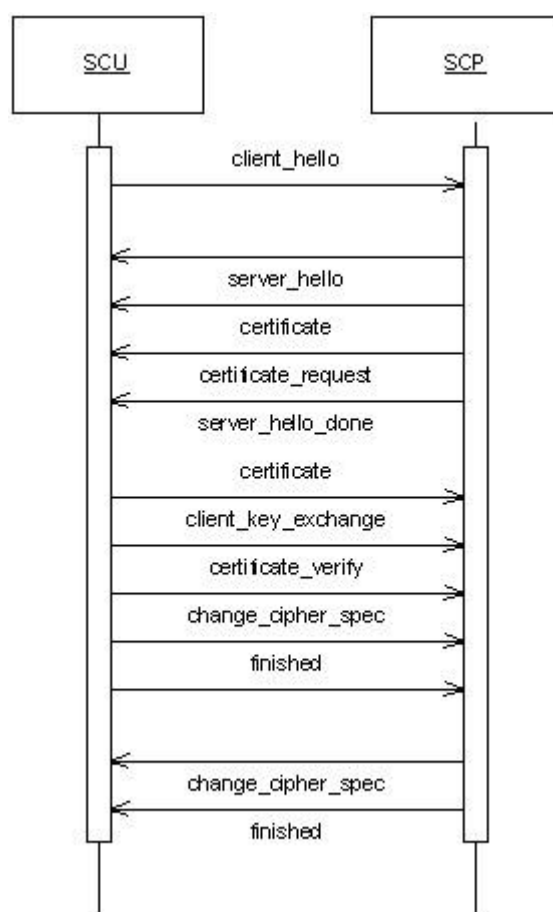 SCU
SCP
client_hello
server_hello
certificate
certificate_request
server_hello_done
certificate
client_key_exchange
certificate_verify
change_cipher_spec
finished
change_cipher_spec
finished